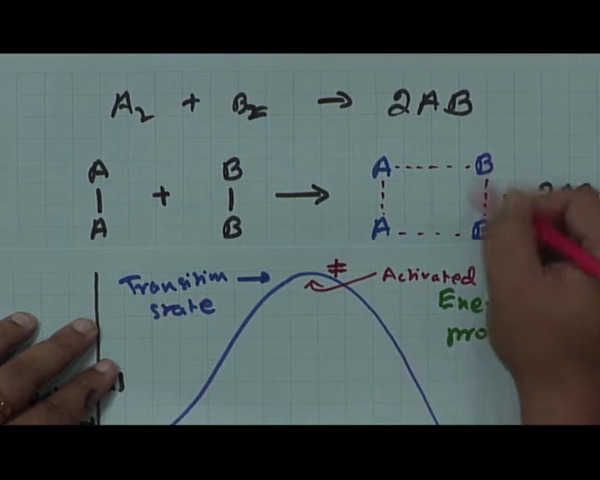 A₂ + B₂ → 2AB
A A B B
A + B → A B
Transition state → ≠ Activated